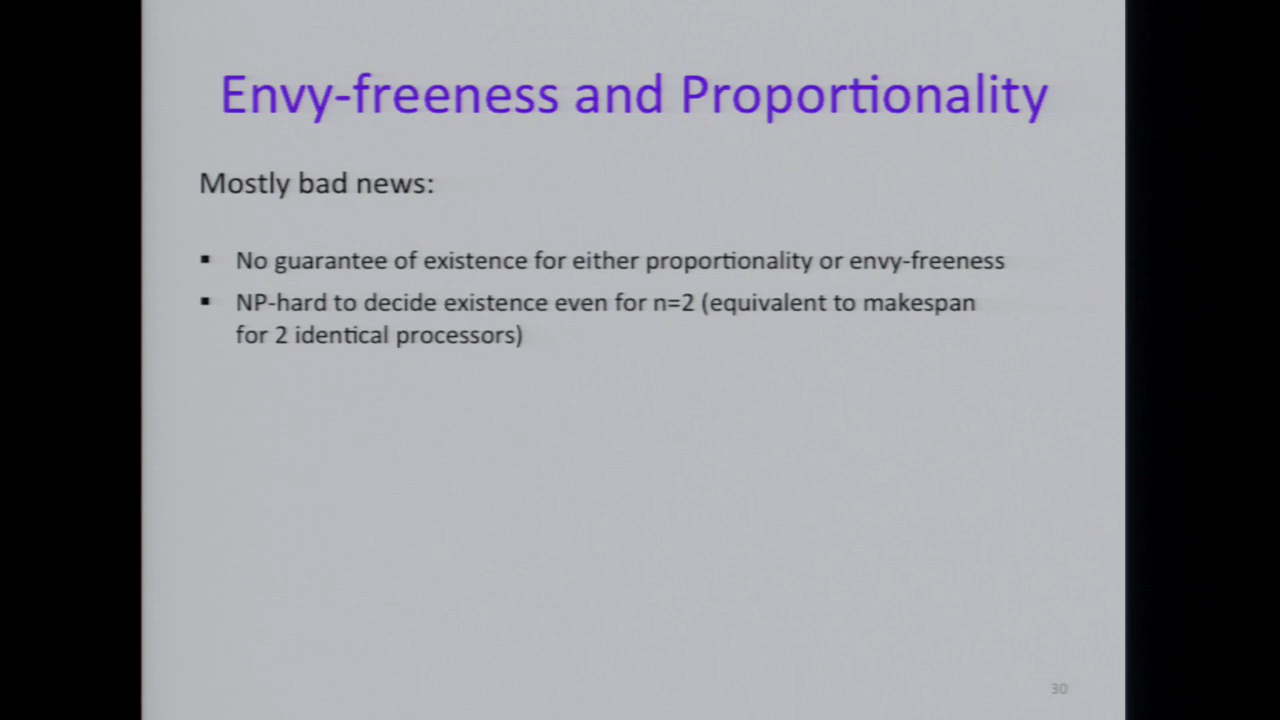 Envy-freeness and Proportionality
Mostly bad news:
▪ No guarantee of existence for either proportionality or envy-freeness
▪ NP-hard to decide existence even for n=2 (equivalent to makespan
for 2 identical processors)
30